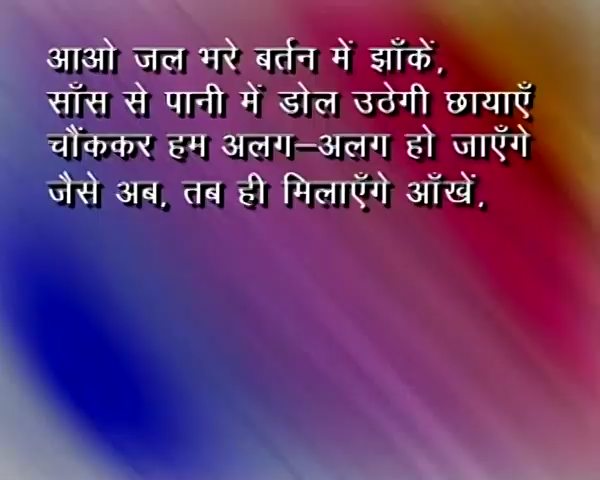 आओ जल भरे बर्तन में झाँकें,
साँस से पानी में डोल उठेगी छायाएँ
चौंककर हम अलग–अलग हो जाएँगे
जैसे अब, तब ही मिलाएँगे आँखें,